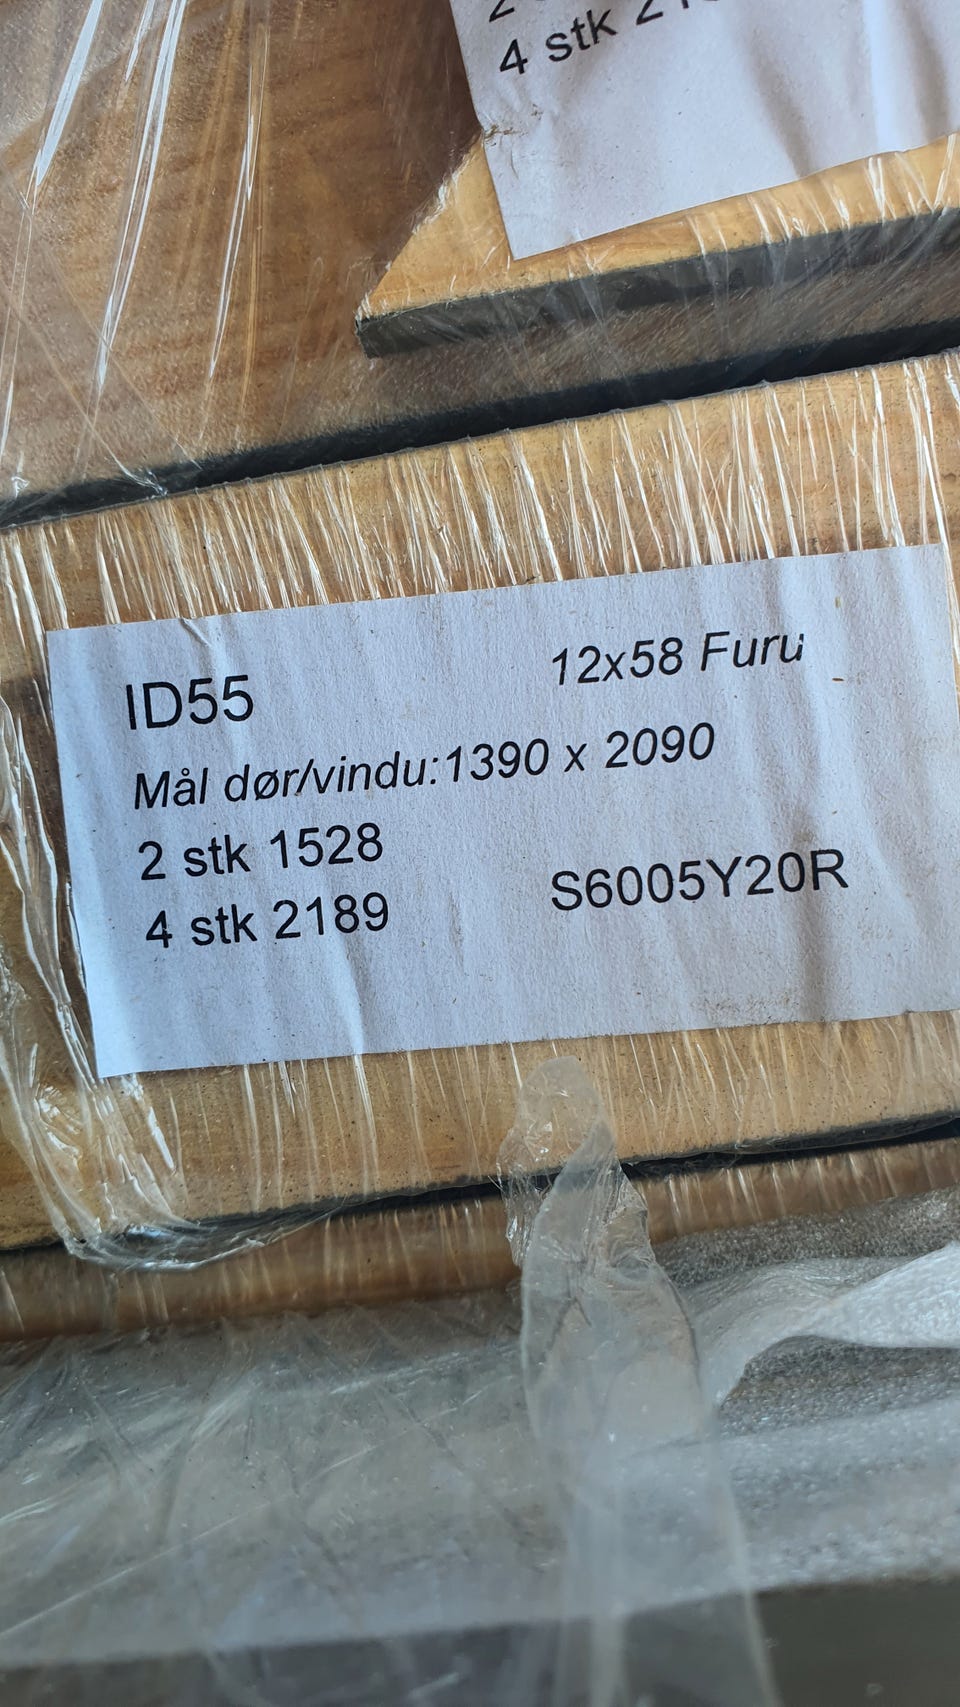 4 stk
ID55 12x58 Furu
Mål dør/vindu:1390 x 2090
2 stk 1528
4 stk 2189 S6005Y20R